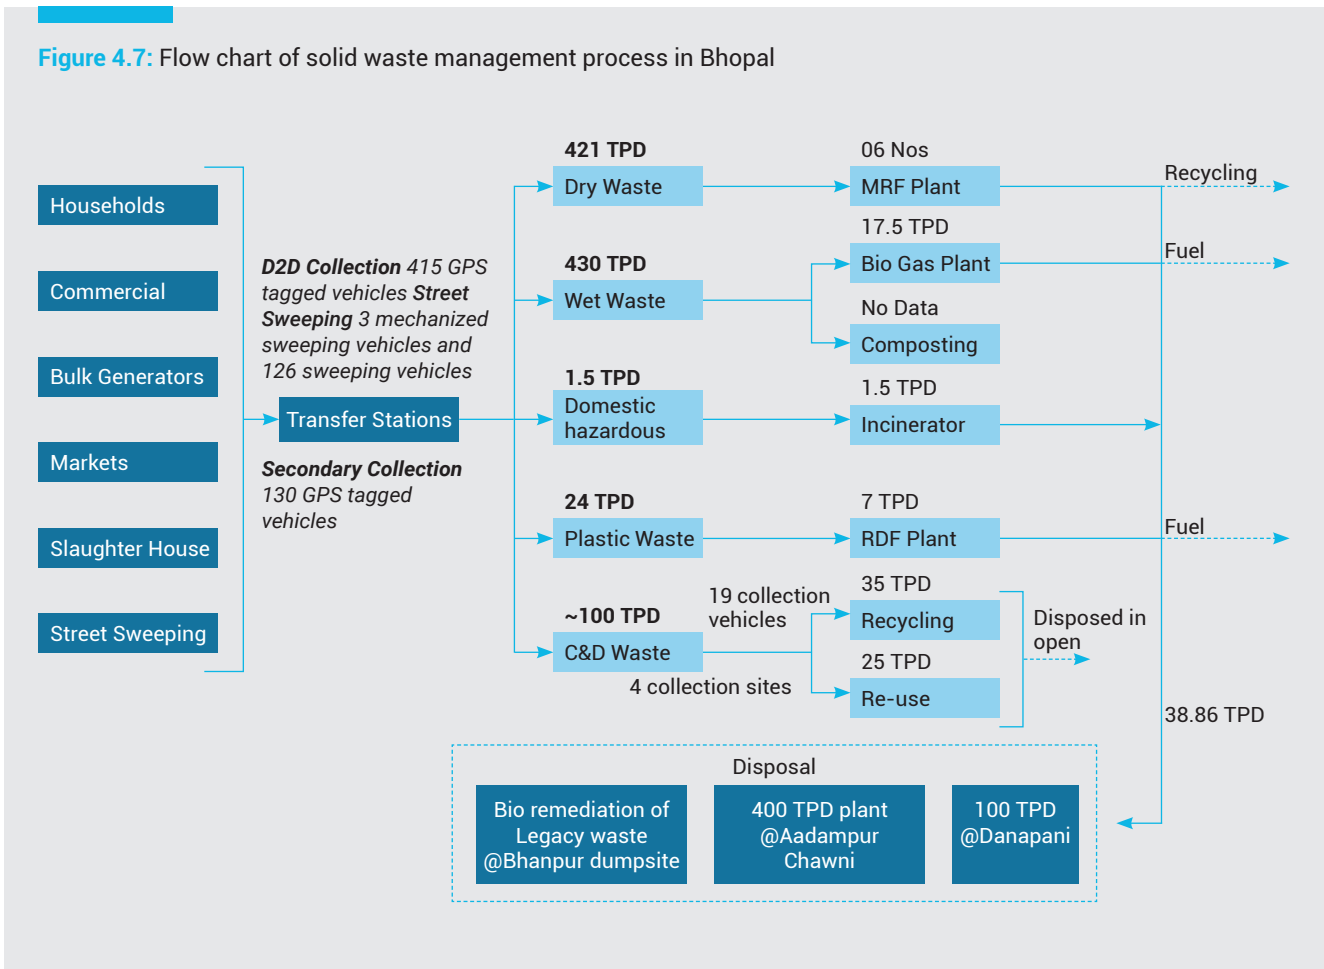 Figure 4.7: Flow chart of solid waste management process in Bhopal
Households
Commercial
Bulk Generators
Markets
Slaughter House
Street Sweeping
D2D Collection 415 GPS
tagged vehicles Street
Sweeping 3 mechanized
sweeping vehicles and
126 sweeping vehicles
Transfer Stations
Secondary Collection
130 GPS tagged
vehicles
421 TPD
Dry Waste
430 TPD
Wet Waste
1.5 TPD
Domestic
hazardous
24 TPD
Plastic Waste
~100 TPD
C&D Waste
19 collection
vehicles
4 collection sites
06 Nos
MRF Plant
17.5 TPD
Bio Gas Plant
No Data
Composting
1.5 TPD
Incinerator
7 TPD
RDF Plant
35 TPD
Recycling
25 TPD
Re-use
Disposed in
open
Recycling
Fuel
Fuel
38.86 TPD
Disposal
Bio remediation of
Legacy waste
@Bhanpur dumpsite
400 TPD plant
@Aadampur
Chawni
100 TPD
@Danapani